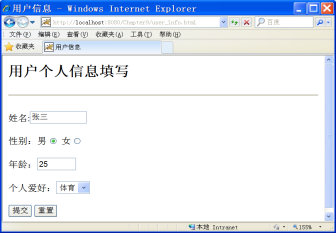 用户信息 - Windows Internet Explorer
http://localhost:8080/Chapter9/user_info.html
百度
文件(F) 编辑(E) 查看(V) 收藏夹(A) 工具(T) 帮助(H)
收藏夹 用户信息
用户个人信息填写
姓名:张三
性别: 男 女
年龄: 25
个人爱好: 体育
提交 重置
本地 Intranet 155%